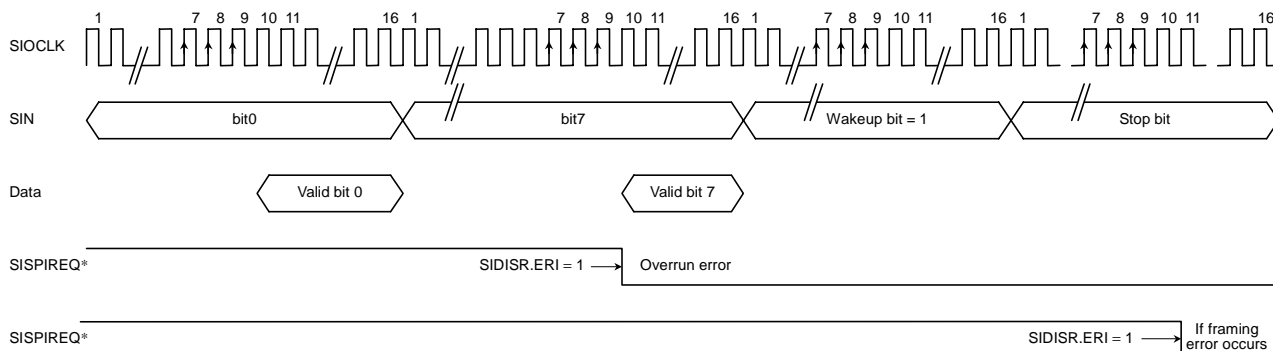 1 7 8 9 10 11 16 1 7 8 9 10 11 16 1 7 8 9 10 11 16 1 7 8 9 10 11 16
SIOCLK
SIN bit0 bit7 Wakeup bit = 1 Stop bit
Data Valid bit 0 Valid bit 7
SISPIREQ* SIDISR.ERI = 1 Overrun error
SISPIREQ* SIDISR.ERI = 1 If framing
error occurs